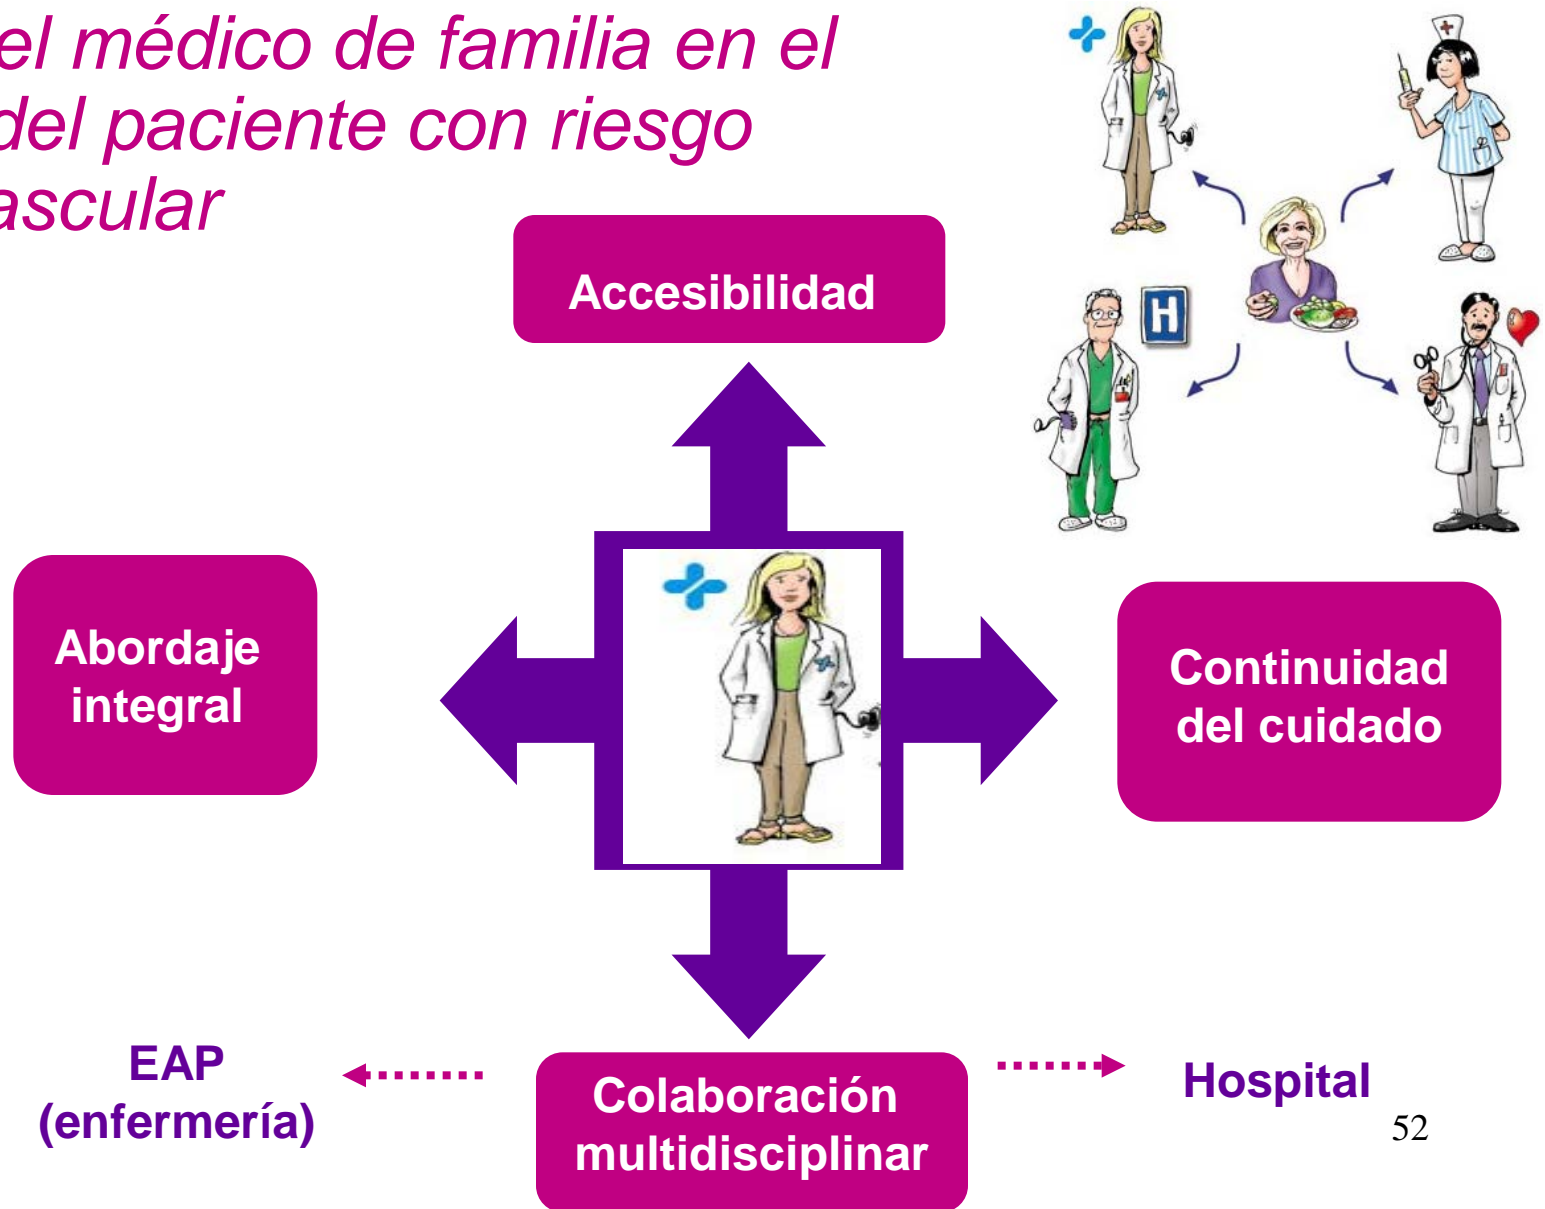 el médico de familia en el
del paciente con riesgo
ascular
Accesibilidad
H
Abordaje
integral
Continuidad
del cuidado
EAP
(enfermería)
Colaboración
multidisciplinar
Hospital
52